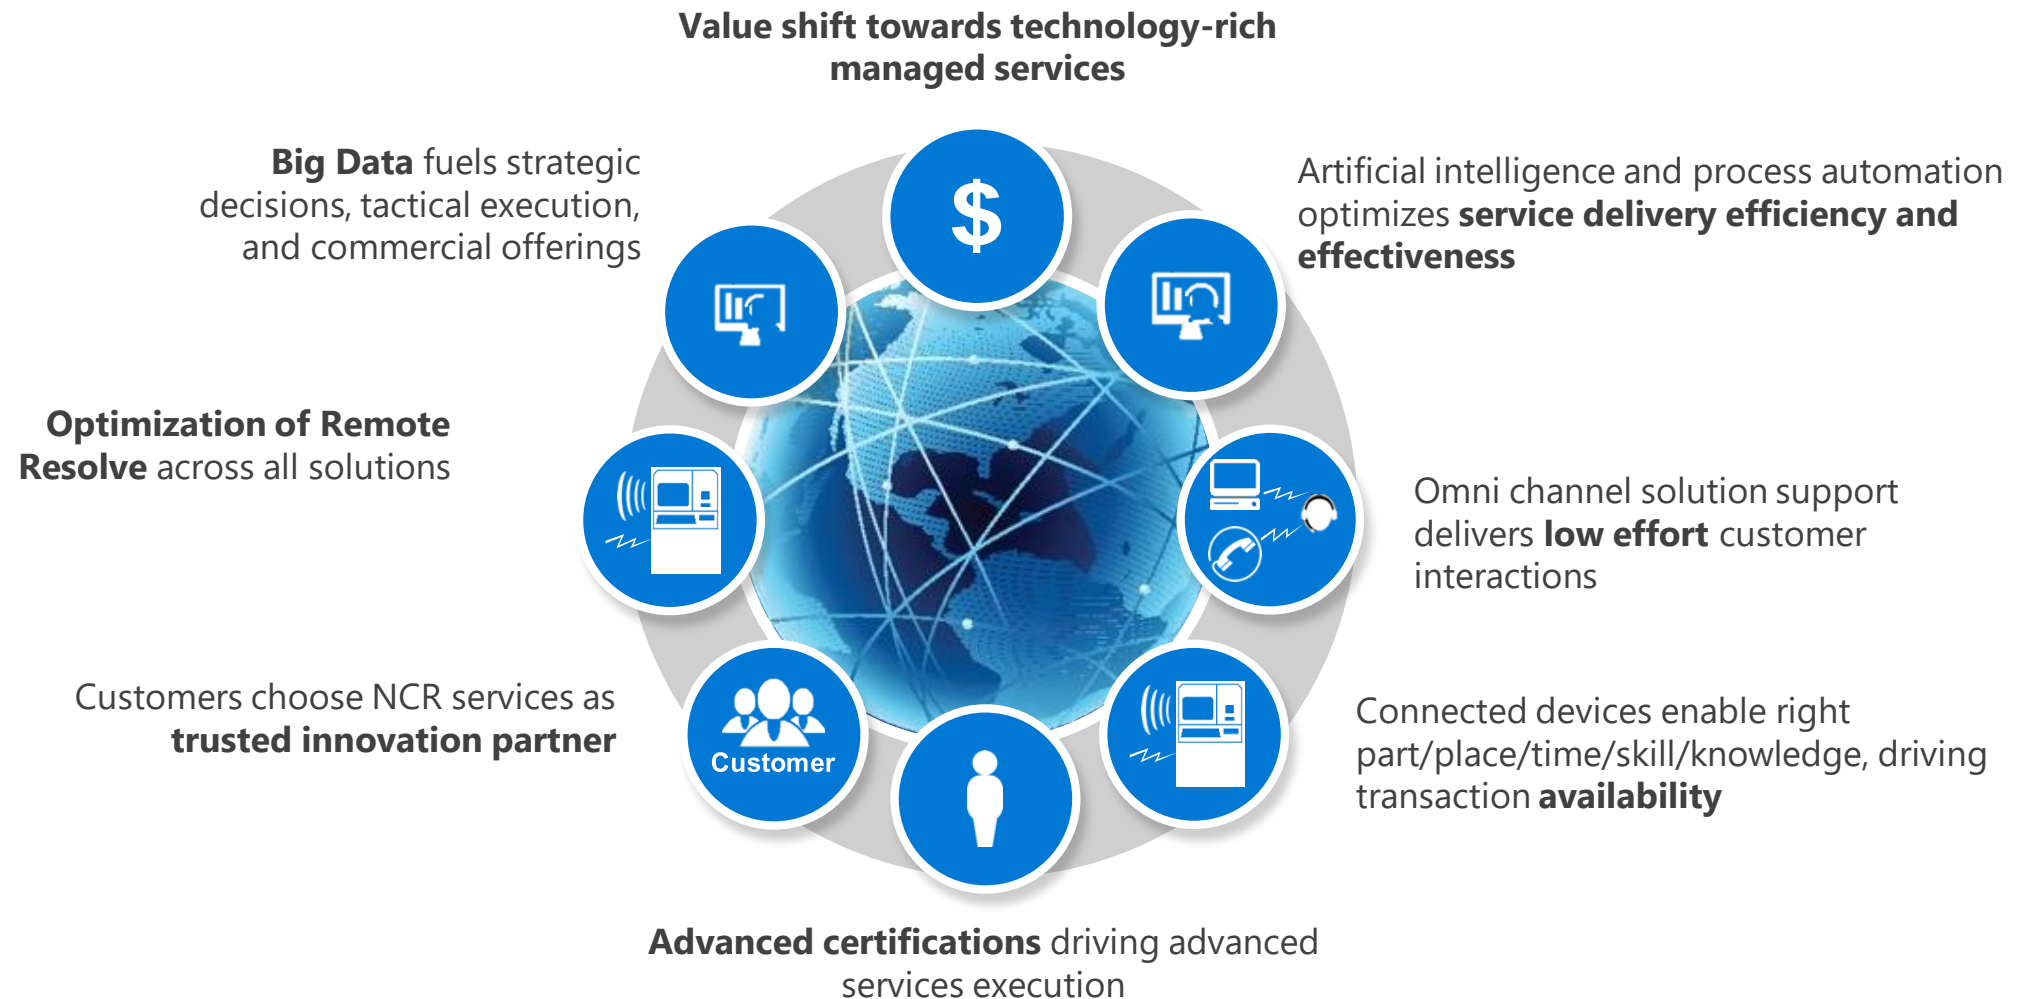 Value shift towards technology-rich
managed services
Big Data fuels strategic
decisions, tactical execution,
and commercial offerings
Artificial intelligence and process automation
optimizes service delivery efficiency and
effectiveness
$
Optimization of Remote
Resolve across all solutions
Omni channel solution support
delivers low effort customer
interactions
Customers choose NCR services as
trusted innovation partner
Customer
Connected devices enable right
part/place/time/skill/knowledge, driving
transaction availability
Advanced certifications driving advanced
services execution